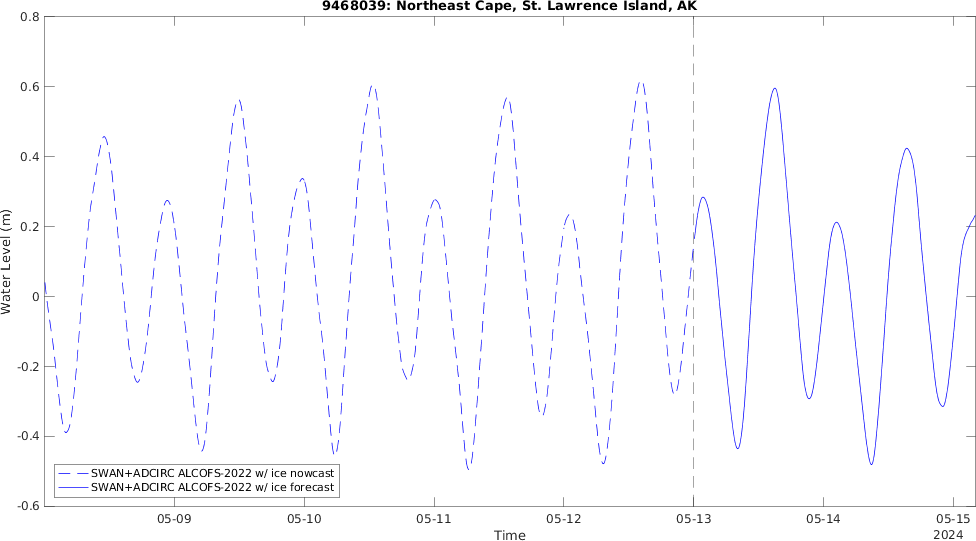 9468039: Northeast Cape, St. Lawrence Island, AK
0.8
0.6
0.4
0.2
0
-0.2
-0.4
-0.6
Water Level (m)
SWAN+ADCIRC ALCOFS-2022 w/ ice nowcast
SWAN+ADCIRC ALCOFS-2022 w/ ice forecast
05-09 05-10 05-11 05-12 05-13 05-14 05-15
2024
Time